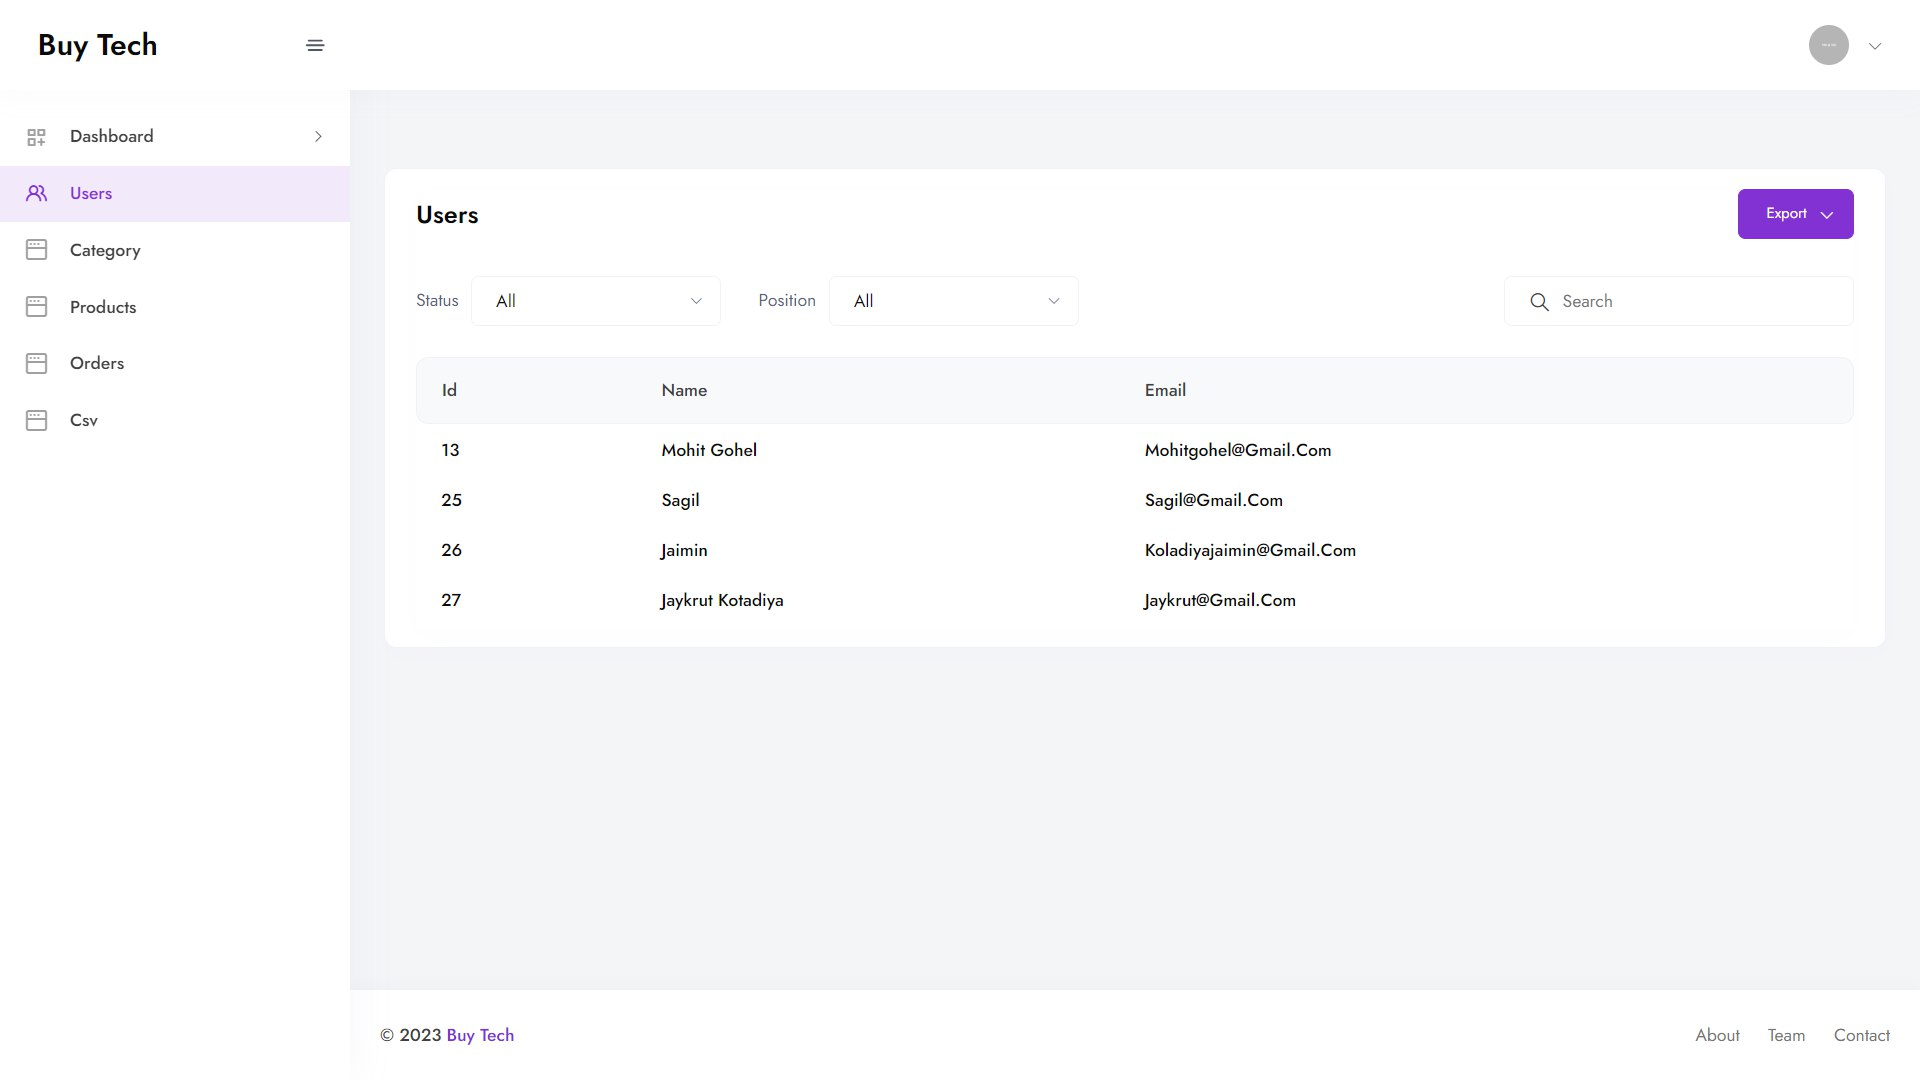 Buy Tech
Dashboard
Users
Category
Products
Orders
Csv
Users
Export
Status All Position All Search
Id Name Email
13 Mohit Gohel Mohitgohel@Gmail.Com
25 Sagil Sagil@Gmail.Com
26 Jaimin Koladiyajaimin@Gmail.Com
27 Jaykrut Kotadiya Jaykrut@Gmail.Com
© 2023 Buy Tech
About Team Contact